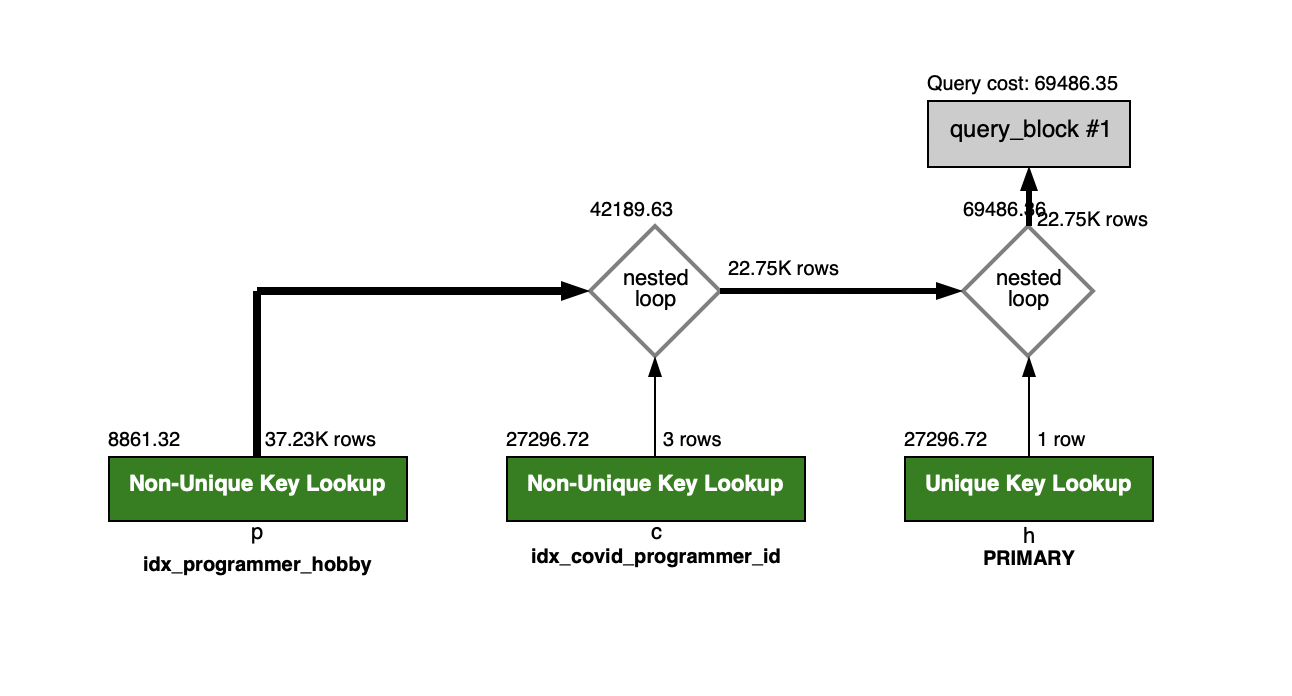 Query cost: 69486.35
query_block #1
42189.63
69486.36
22.75K rows
nested
loop
22.75K rows
nested
loop
8861.32
37.23K rows
27296.72
3 rows
27296.72
1 row
Non-Unique Key Lookup
Non-Unique Key Lookup
Unique Key Lookup
p
c
h
idx_programmer_hobby
idx_covid_programmer_id
PRIMARY